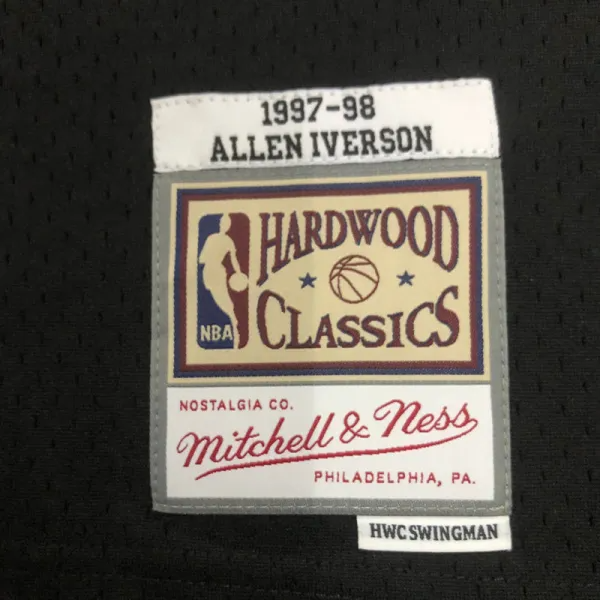 1997-98
ALLEN IVERSON
HARDWOOD
CLASSICS
NBA
NOSTALGIA CO.
Mitchell & Ness
PHILADELPHIA, PA.
HWC SWINGMAN